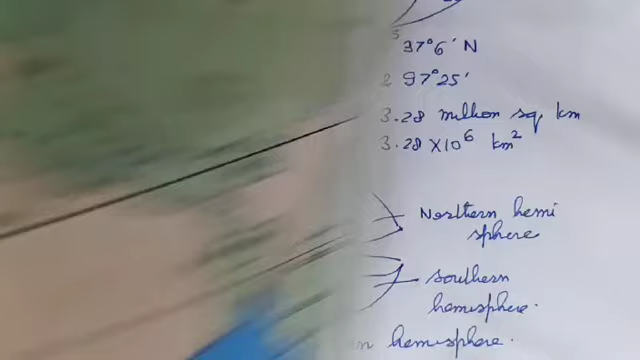 37°6' N
2 97°25'
3.28 million sq km
3.28 X10⁶ km²
Northern hemi
sphere
southern
hemisphere.
n hemisphere.